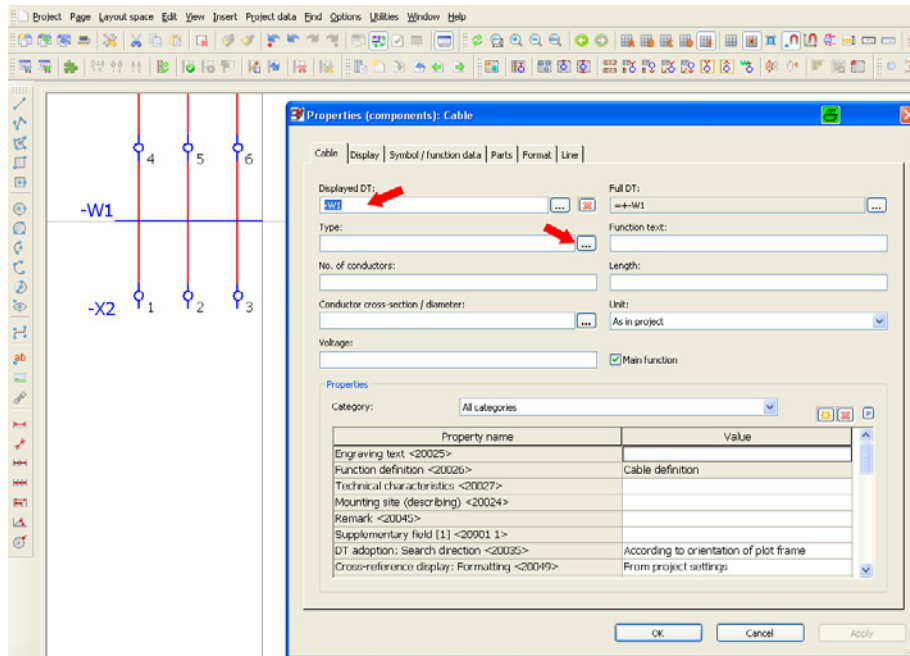 Project Page Layout space Edit View Insert Project data Find Options Utilities Window Help
4 5 6
-W1
-X2 1 2 3
Properties (components): Cable
Cable Display Symbol / function data Parts Format Line
Displayed DT: Full DT:
-W1 ... =+-W1 ...
Type: Function text:
...
No. of conductors: Length:
Conductor cross-section / diameter: Unit:
... As in project
Voltage:
Main function
Properties
Category: All categories
Property name Value
Engraving text <20025>
Function definition <20026> Cable definition
Technical characteristics <20027>
Mounting site (describing) <20024>
Remark <20045>
Supplementary field [1] <20901 1>
DT adoption: Search direction <20035> According to orientation of plot frame
Cross-reference display: Formatting <20049> From project settings
OK Cancel Apply